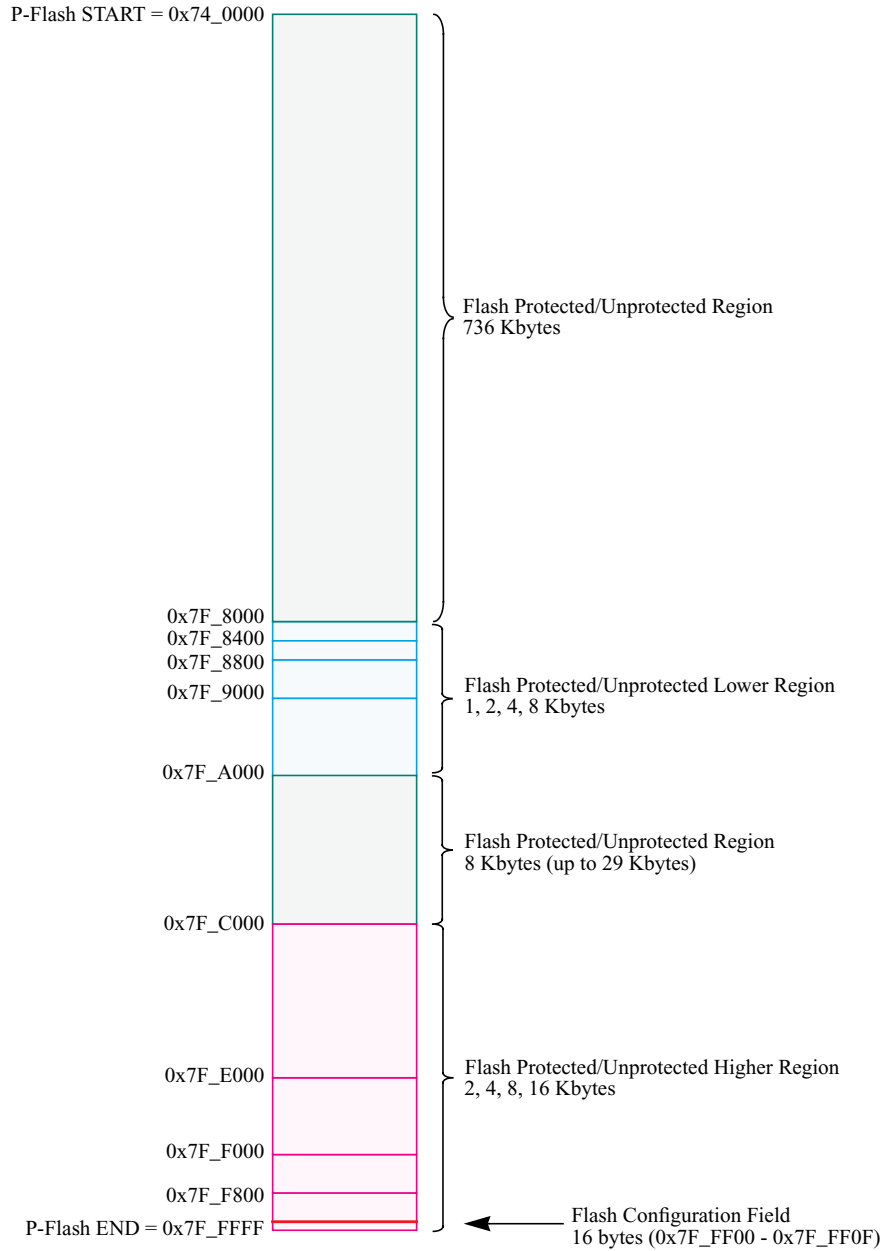 P-Flash START = 0x74_0000
Flash Protected/Unprotected Region
736 Kbytes
0x7F_8000
0x7F_8400
0x7F_8800
0x7F_9000
Flash Protected/Unprotected Lower Region
1, 2, 4, 8 Kbytes
0x7F_A000
Flash Protected/Unprotected Region
8 Kbytes (up to 29 Kbytes)
0x7F_C000
Flash Protected/Unprotected Higher Region
2, 4, 8, 16 Kbytes
0x7F_E000
0x7F_F000
0x7F_F800
P-Flash END = 0x7F_FFFF
Flash Configuration Field
16 bytes (0x7F_FF00 - 0x7F_FF0F)